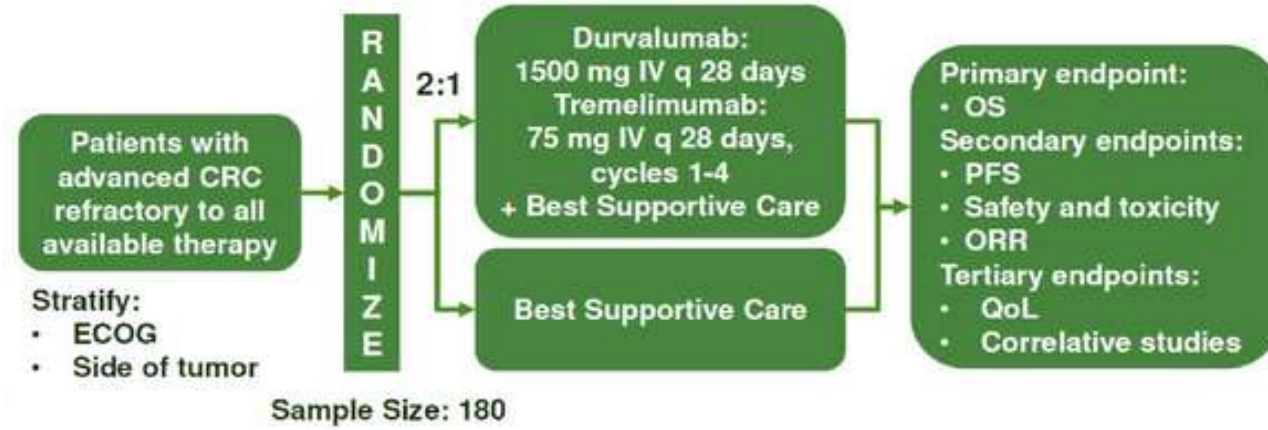 Patients with
advanced CRC
refractory to all
available therapy
Stratify:
• ECOG
• Side of tumor
RANDOMIZE
Sample Size: 180
2:1
Durvalumab:
1500 mg IV q 28 days
Tremelimumab:
75 mg IV q 28 days,
cycles 1-4
+ Best Supportive Care
Best Supportive Care
Primary endpoint:
• OS
Secondary endpoints:
• PFS
• Safety and toxicity
• ORR
Tertiary endpoints:
• QoL
• Correlative studies